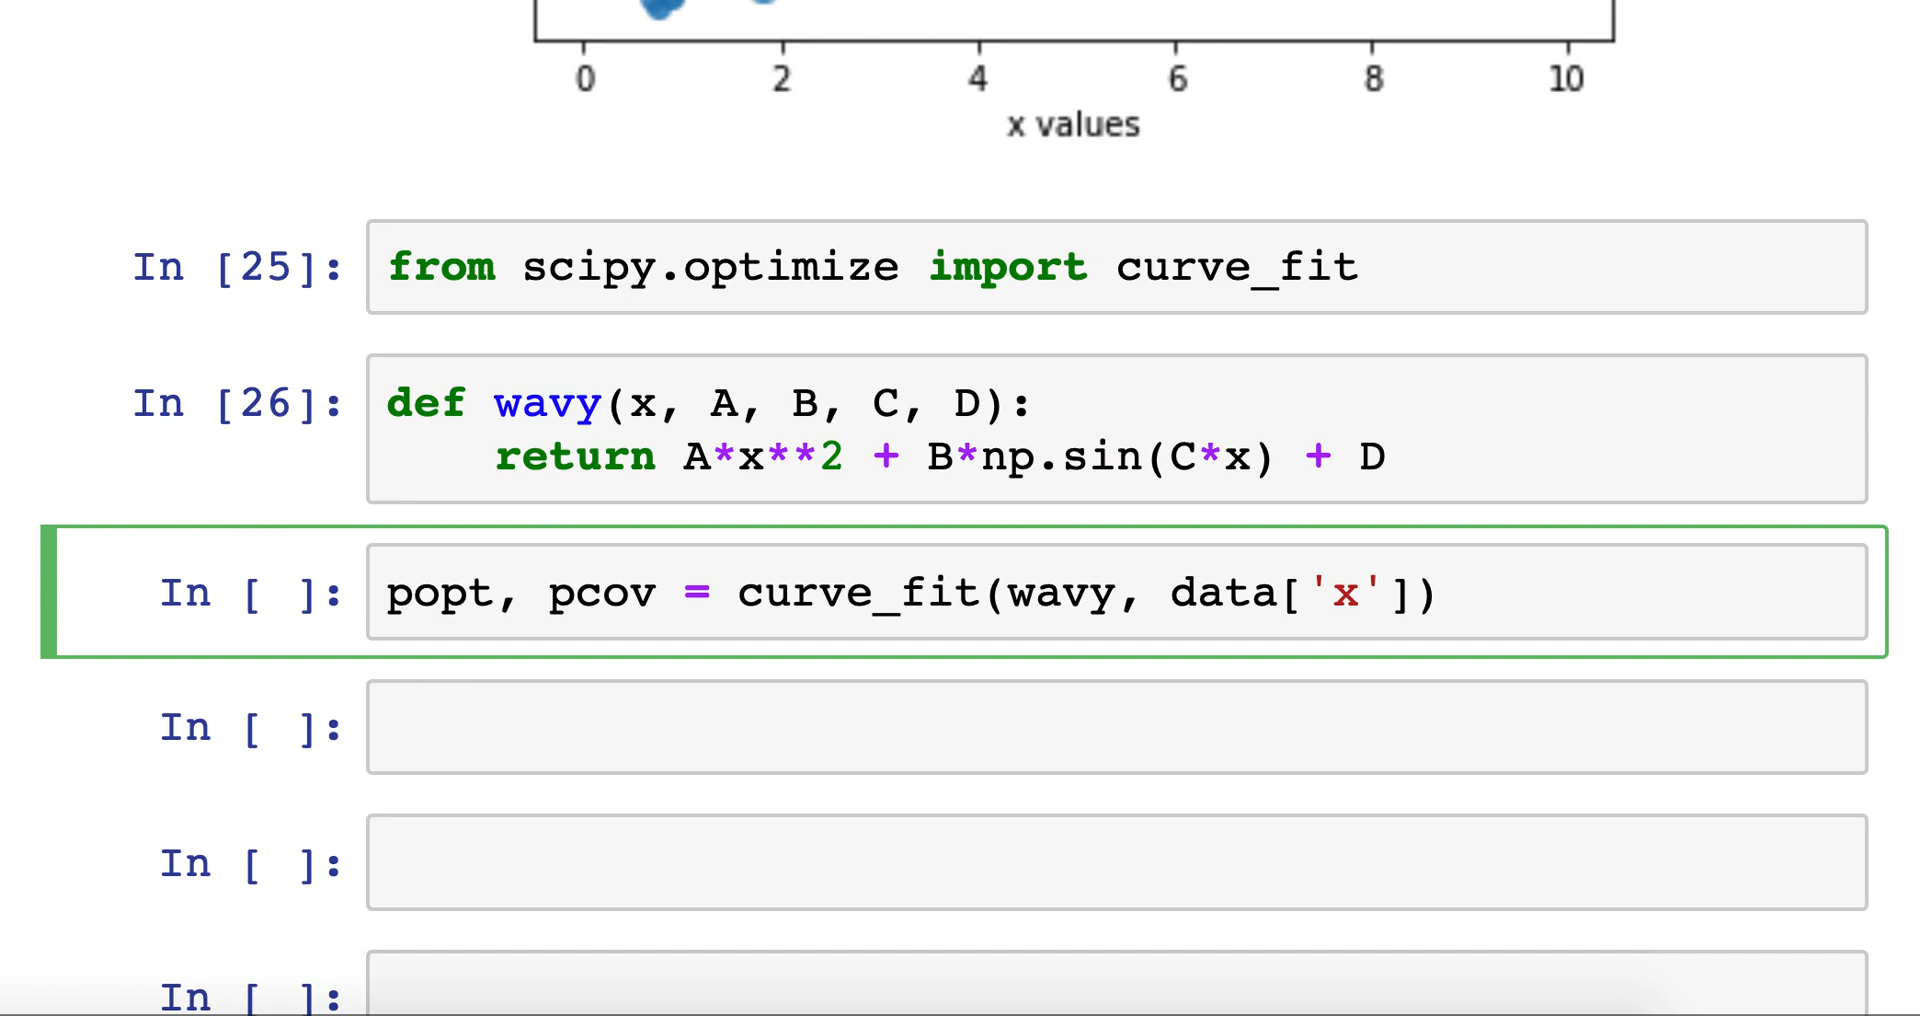 0 2 4 6 8 10
x values
In [25]: from scipy.optimize import curve_fit
In [26]: def wavy(x, A, B, C, D):
return A*x**2 + B*np.sin(C*x) + D
In [ ]: popt, pcov = curve_fit(wavy, data['x'])
In [ ]:
In [ ]:
In [ ]: